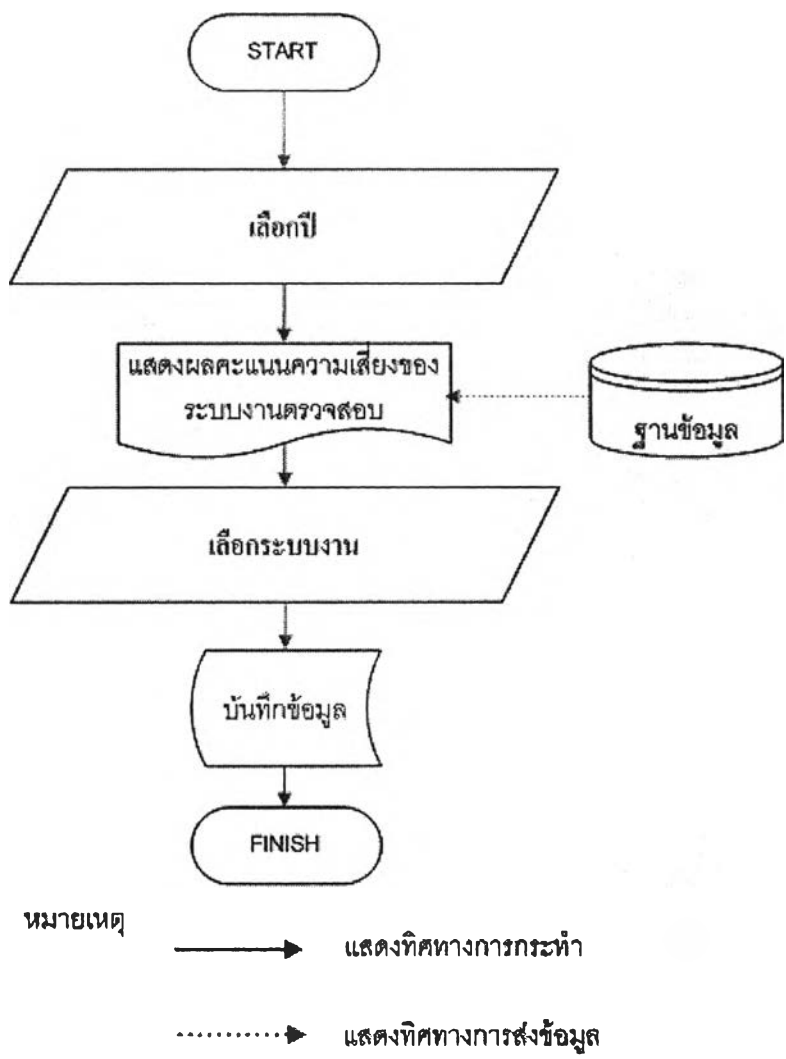 START
เลือกปี
แสดงผลคะแนนความเสี่ยงของ
ระบบงานตรวจสอบ
ฐานข้อมูล
เลือกระบบงาน
บันทึกข้อมูล
FINISH
หมายเหตุ
แสดงทิศทางการกระทำ
แสดงทิศทางการส่งข้อมูล